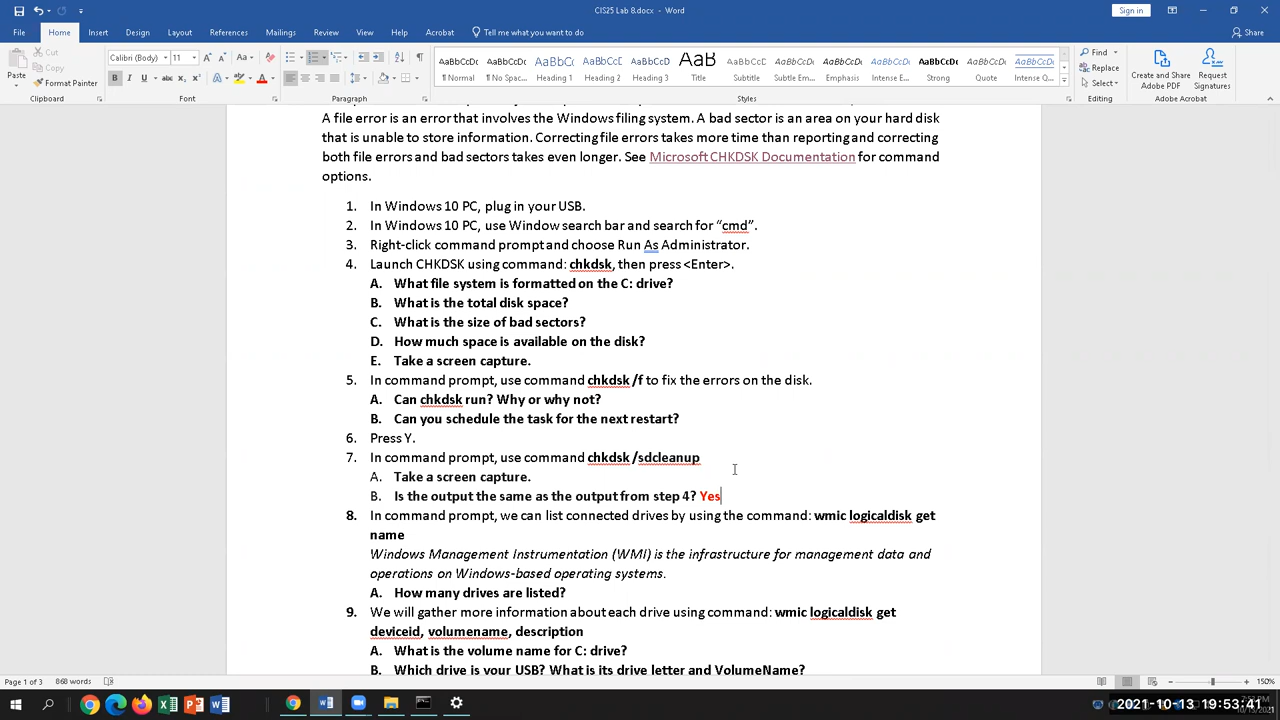 CIS25 Lab 8.docx - Word
Sign in
File Home Insert Draw Design Layout References Mailings Review View Help Acrobat Tell me what you want to do Share
Paste Cut Copy Format Painter
Calibri (Body) 11
AaBbCcDc AaBbCcDc AaBbCc AaBbCc AaBbCcD AaB AaBbCcD AaBbCcD AaBbCcDc AaBbCcDc AaBbCcDc AaBbCcDc AaBbCcDc
¶ Normal ¶ No Spac... Heading 1 Heading 2 Heading 3 Title Subtitle Subtle Em... Emphasis Intense E... Strong Quote Intense Q...
Find Replace Select
Create and Share Adobe PDF Request Signatures
Clipboard Font Paragraph Styles Editing Adobe Acrobat
A file error is an error that involves the Windows filing system. A bad sector is an area on your hard disk
that is unable to store information. Correcting file errors takes more time than reporting and correcting
both file errors and bad sectors takes even longer. See Microsoft CHKDSK Documentation for command
options.
1. In Windows 10 PC, plug in your USB.
2. In Windows 10 PC, use Window search bar and search for “cmd”.
3. Right-click command prompt and choose Run As Administrator.
4. Launch CHKDSK using command: chkdsk, then press <Enter>.
A. What file system is formatted on the C: drive?
B. What is the total disk space?
C. What is the size of bad sectors?
D. How much space is available on the disk?
E. Take a screen capture.
5. In command prompt, use command chkdsk /f to fix the errors on the disk.
A. Can chkdsk run? Why or why not?
B. Can you schedule the task for the next restart?
6. Press Y.
7. In command prompt, use command chkdsk /sdcleanup
A. Take a screen capture.
B. Is the output the same as the output from step 4? Yes
8. In command prompt, we can list connected drives by using the command: wmic logicaldisk get
name
Windows Management Instrumentation (WMI) is the infrastructure for management data and
operations on Windows-based operating systems.
A. How many drives are listed?
9. We will gather more information about each drive using command: wmic logicaldisk get
deviceid, volumename, description
A. What is the volume name for C: drive?
B. Which drive is your USB? What is its drive letter and VolumeName?
Page 1 of 3 868 words 150%
2021-10-13 19:53:41